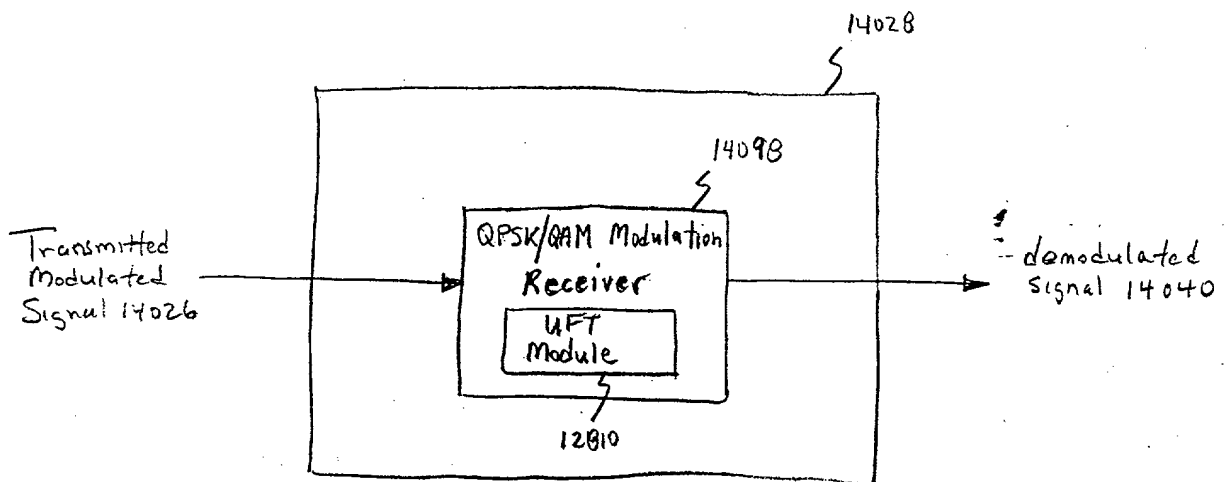 14028
14098
QPSK/QAM Modulation
Receiver
UFT
Module
12810
Transmitted
Modulated
Signal 14026
demodulated
Signal 14040